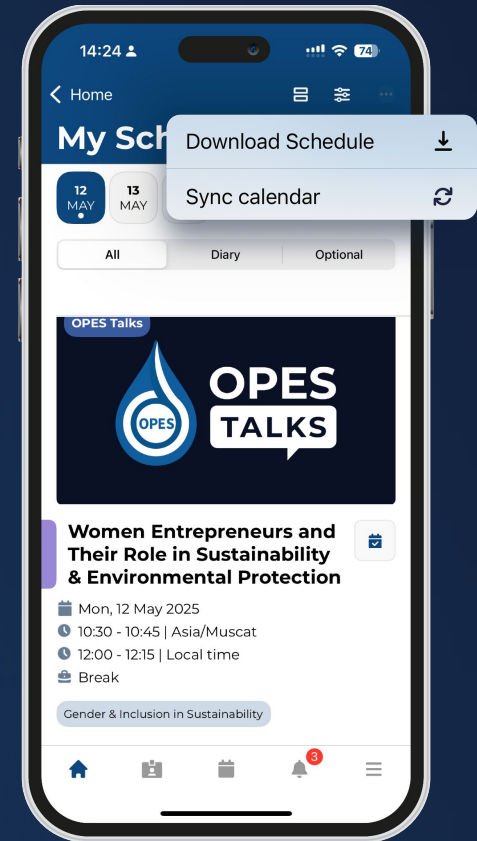 14:24
74
Home
My Sch
Download Schedule
Sync calendar
12
MAY
13
MAY
All
Diary
Optional
OPES Talks
OPES
OPES
TALKS
Women Entrepreneurs and
Their Role in Sustainability
& Environmental Protection
Mon, 12 May 2025
10:30 - 10:45 | Asia/Muscat
12:00 - 12:15 | Local time
Break
Gender & Inclusion in Sustainability
3